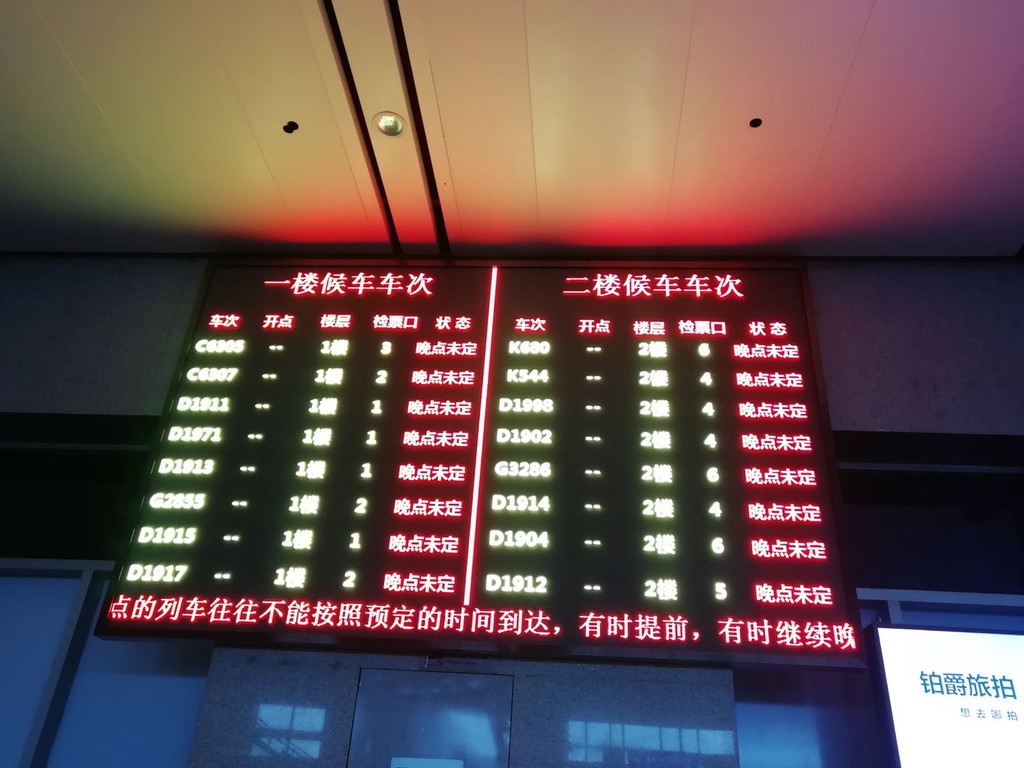 一楼候车车次
车次 开点 楼层 检票口 状态
C6305 -- 1楼 3 晚点未定
C6307 -- 1楼 2 晚点未定
D1911 -- 1楼 1 晚点未定
D1971 -- 1楼 1 晚点未定
D1913 -- 1楼 1 晚点未定
G2855 -- 1楼 2 晚点未定
D1915 -- 1楼 1 晚点未定
D1917 -- 1楼 2 晚点未定
二楼候车车次
车次 开点 楼层 检票口 状态
K680 -- 2楼 6 晚点未定
K544 -- 2楼 4 晚点未定
D1998 -- 2楼 4 晚点未定
D1902 -- 2楼 4 晚点未定
G3286 -- 2楼 6 晚点未定
D1914 -- 2楼 4 晚点未定
D1904 -- 2楼 6 晚点未定
D1912 -- 2楼 5 晚点未定
点的列车往往不能按照预定的时间到达，有时提前，有时继续晚
铂爵旅拍
想去哪拍